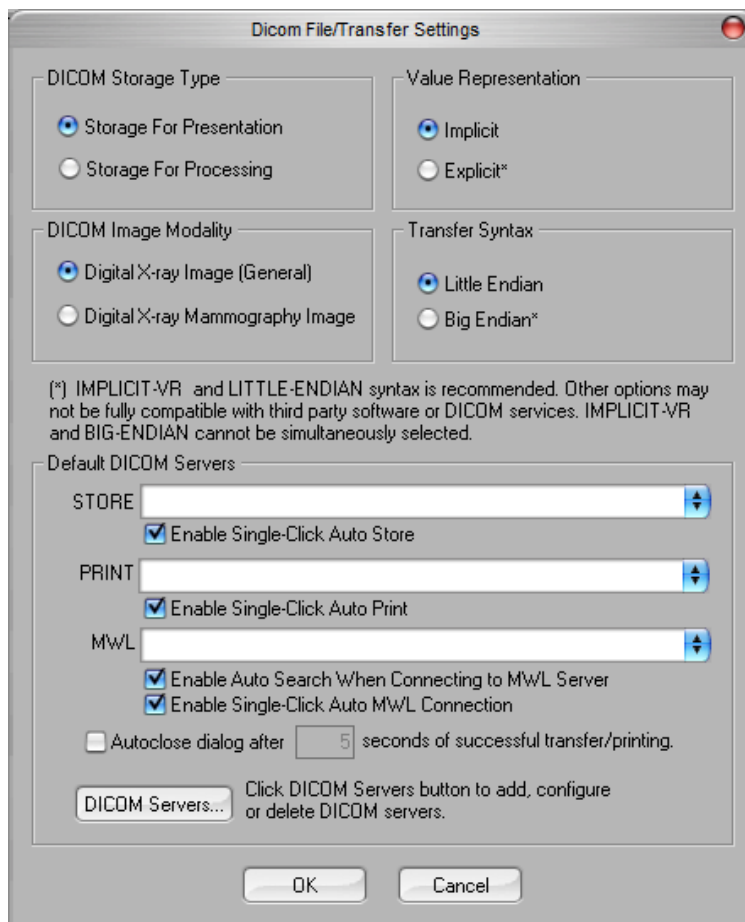 Dicom File/Transfer Settings
DICOM Storage Type
Storage For Presentation
Storage For Processing
Value Representation
Implicit
Explicit*
DICOM Image Modality
Digital X-ray Image (General)
Digital X-ray Mammography Image
Transfer Syntax
Little Endian
Big Endian*
(*) IMPLICIT-VR and LITTLE-ENDIAN syntax is recommended. Other options may
not be fully compatible with third party software or DICOM services. IMPLICIT-VR
and BIG-ENDIAN cannot be simultaneously selected.
Default DICOM Servers
STORE
Enable Single-Click Auto Store
PRINT
Enable Single-Click Auto Print
MWL
Enable Auto Search When Connecting to MWL Server
Enable Single-Click Auto MWL Connection
Autoclose dialog after 5 seconds of successful transfer/printing.
DICOM Servers...
Click DICOM Servers button to add, configure
or delete DICOM servers.
OK
Cancel